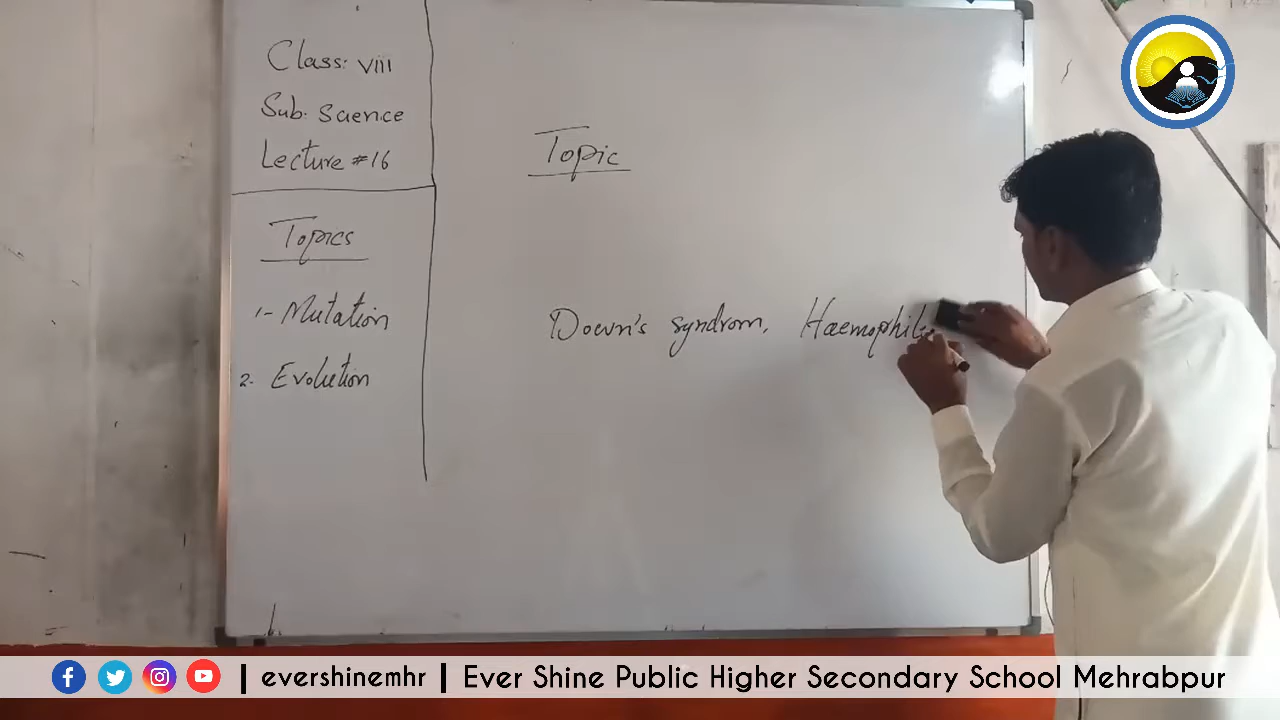 Class: viii
Sub. Science
Lecture #16
Topics
1- Mutation
2. Evolution
Topic
Down's syndrom, Haemophili
| evershinemhr | Ever Shine Public Higher Secondary School Mehrabpur